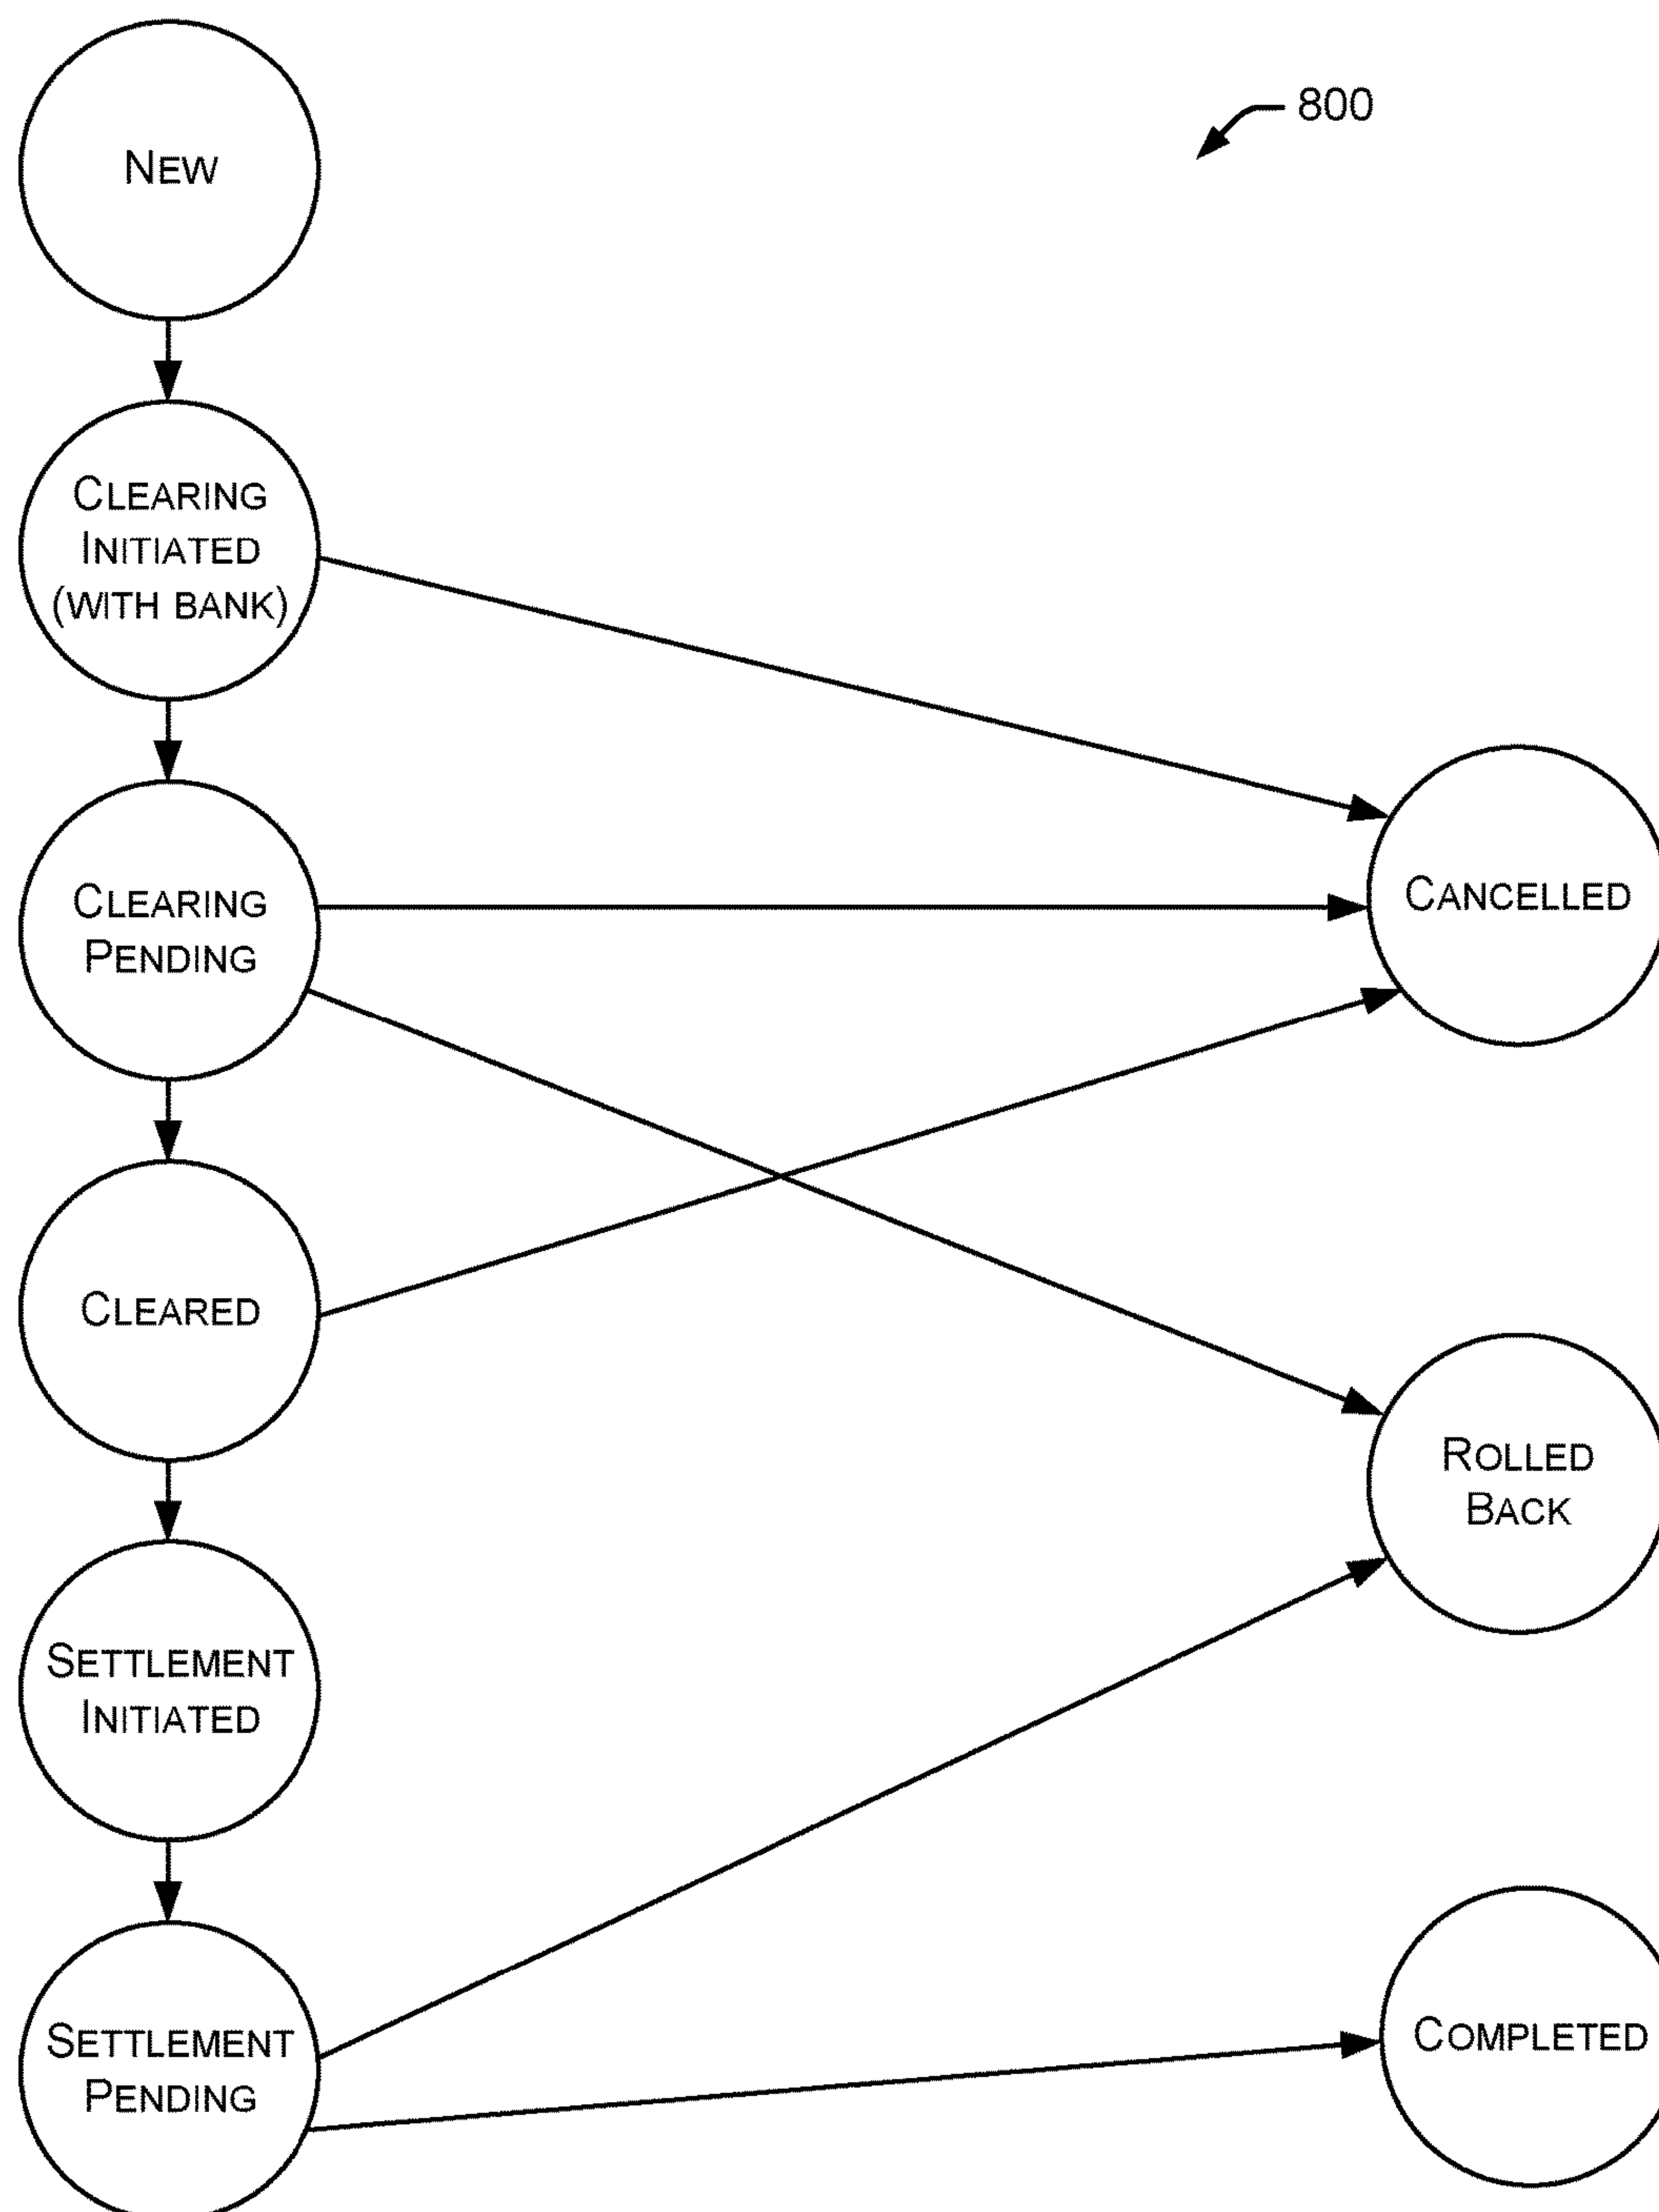 NEW
800
CLEARING
INITIATED
(WITH BANK)
CLEARING
PENDING
CANCELLED
CLEARED
ROLLED
BACK
SETTLEMENT
INITIATED
SETTLEMENT
PENDING
COMPLETED